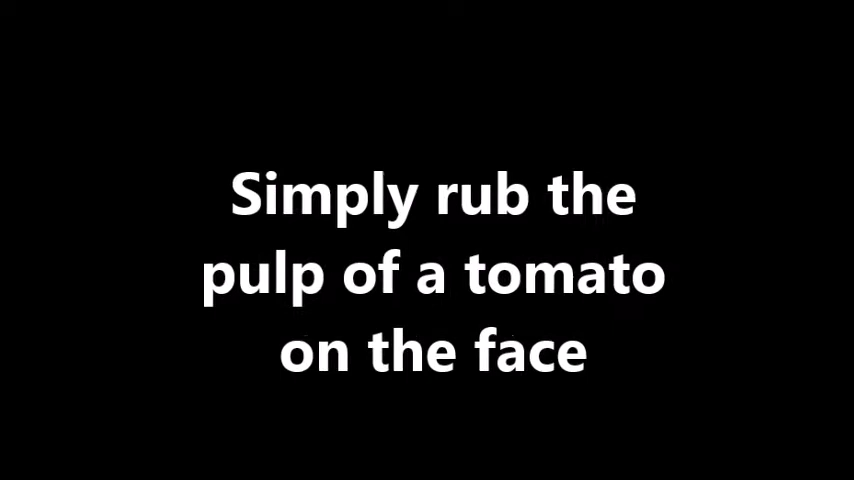 Simply rub the
pulp of a tomato
on the face